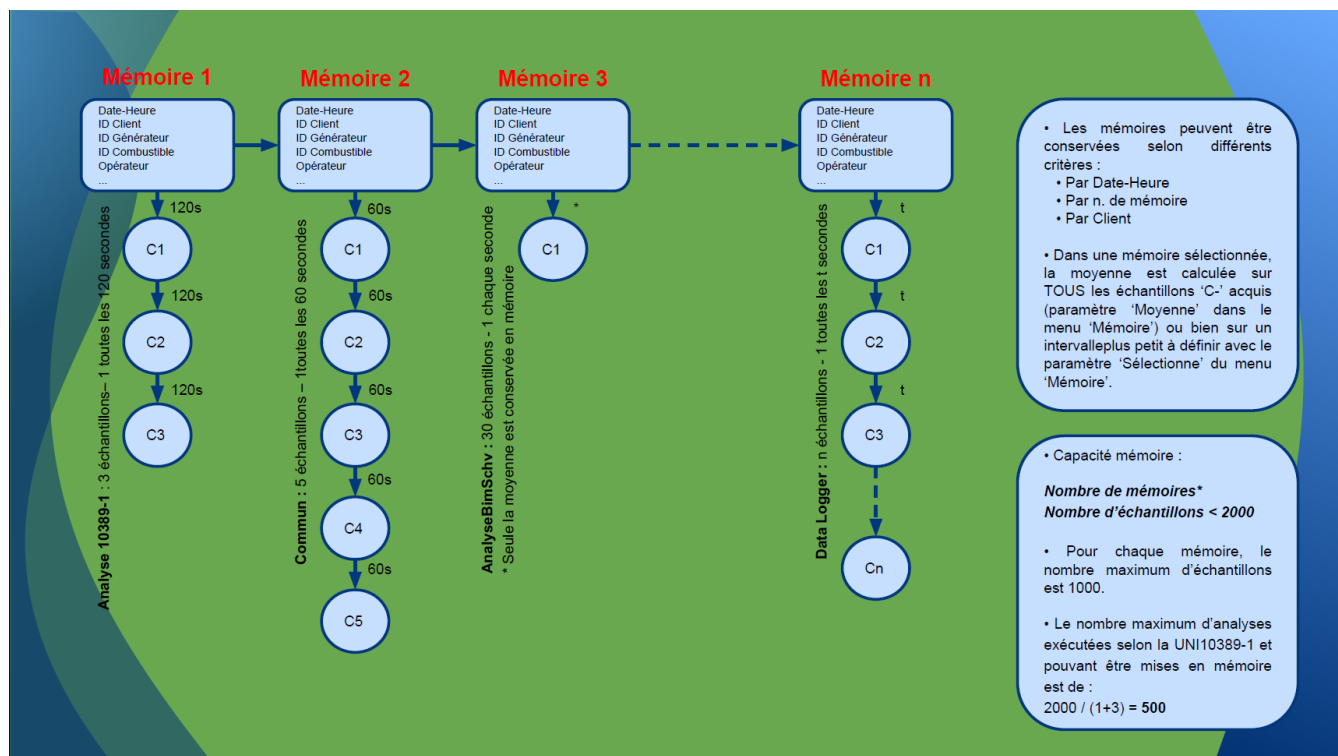 Mémoire 1
Date-Heure
ID Client
ID Générateur
ID Combustible
Opérateur
...
120s
C1
120s
C2
120s
C3
Analyse 10389-1 : 3 échantillons– 1 toutes les 120 secondes
Mémoire 2
Date-Heure
ID Client
ID Générateur
ID Combustible
Opérateur
...
60s
C1
60s
C2
60s
C3
60s
C4
60s
C5
Commun : 5 échantillons – 1toutes les 60 secondes
Mémoire 3
Date-Heure
ID Client
ID Générateur
ID Combustible
Opérateur
...
*
C1
AnalyseBimSchv : 30 échantillons - 1 chaque seconde
* Seule la moyenne est conservée en mémoire
Mémoire n
Date-Heure
ID Client
ID Générateur
ID Combustible
Opérateur
...
t
C1
t
C2
t
C3
Cn
Data Logger : n échantillons - 1 toutes les t secondes
• Les mémoires peuvent être
conservées selon différents
critères :
• Par Date-Heure
• Par n. de mémoire
• Par Client
• Dans une mémoire sélectionnée,
la moyenne est calculée sur
TOUS les échantillons ‘C-’ acquis
(paramètre ‘Moyenne’ dans le
menu ‘Mémoire’) ou bien sur un
intervalleplus petit à définir avec le
paramètre ‘Sélectionne’ du menu
‘Mémoire’.
• Capacité mémoire :
Nombre de mémoires*
Nombre d’échantillons < 2000
• Pour chaque mémoire, le
nombre maximum d’échantillons
est 1000.
• Le nombre maximum d’analyses
exécutées selon la UNI10389-1 et
pouvant être mises en mémoire
est de :
2000 / (1+3) = 500